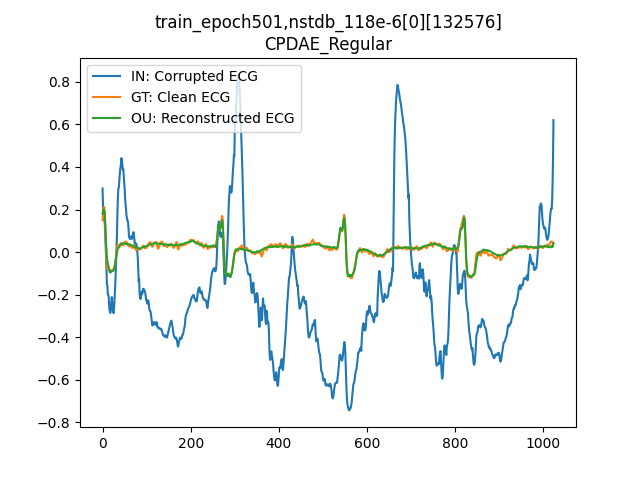 train_epoch501,nstdb_118e-6[0][132576]
CPDAE_Regular
IN: Corrupted ECG
GT: Clean ECG
OU: Reconstructed ECG
0.8
0.6
0.4
0.2
0.0
−0.2
−0.4
−0.6
−0.8
0 200 400 600 800 1000